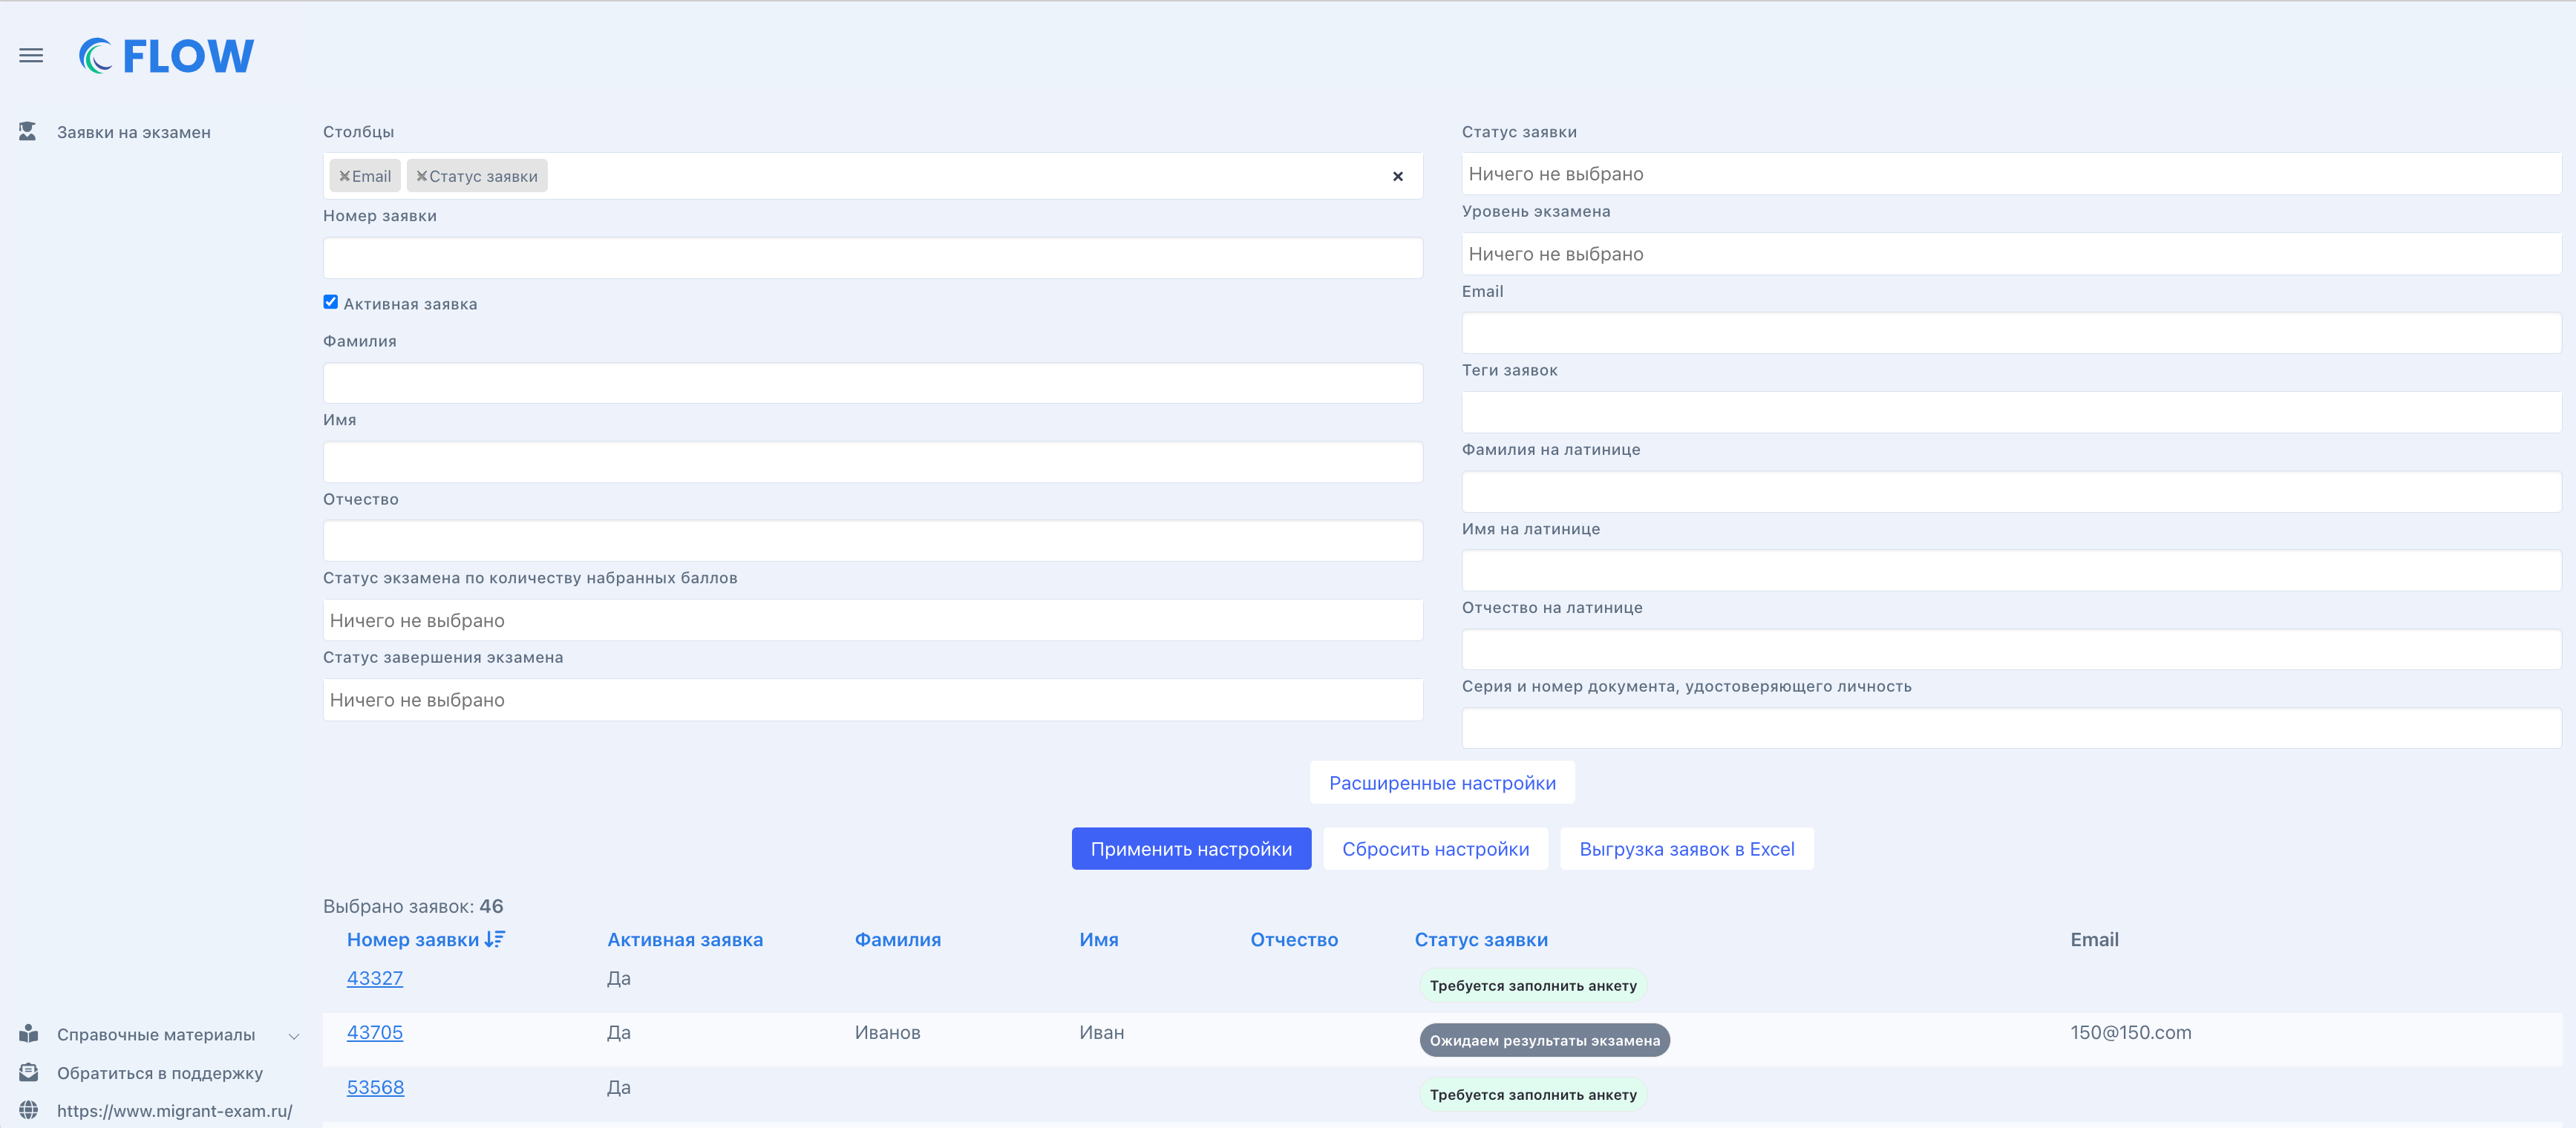 FLOW
Заявки на экзамен
Столбцы
Email
Статус заявки
Номер заявки
Активная заявка
Фамилия
Имя
Отчество
Статус экзамена по количеству набранных баллов
Ничего не выбрано
Статус завершения экзамена
Ничего не выбрано
Статус заявки
Ничего не выбрано
Уровень экзамена
Ничего не выбрано
Email
Теги заявок
Фамилия на латинице
Имя на латинице
Отчество на латинице
Серия и номер документа, удостоверяющего личность
Расширенные настройки
Применить настройки
Сбросить настройки
Выгрузка заявок в Excel
Выбрано заявок: 46
Номер заявки Активная заявка Фамилия Имя Отчество Статус заявки Email
43327 Да Требуется заполнить анкету
43705 Да Иванов Иван Ожидаем результаты экзамена 150@150.com
53568 Да Требуется заполнить анкету
Справочные материалы
Обратиться в поддержку
https://www.migrant-exam.ru/